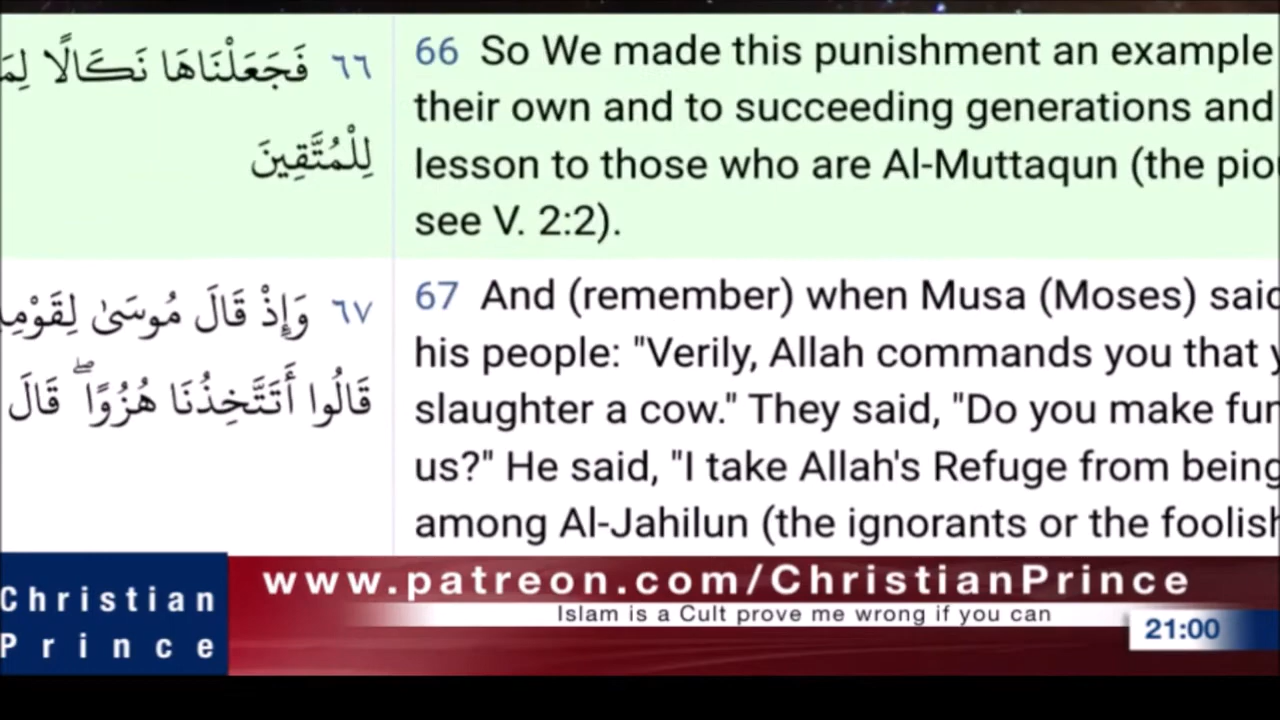 ٦٦ فَجَعَلْنَاهَا نَكَالًا
لِلْمُتَّقِينَ
66 So We made this punishment an example
their own and to succeeding generations and
lesson to those who are Al-Muttaqun (the
see V. 2:2).
٦٧ وَإِذْ قَالَ مُوسَىٰ
قَالُوا أَتَتَّخِذُنَا هُزُوًا ۖ قَالَ
67 And (remember) when Musa (Moses)
his people: "Verily, Allah commands you that
slaughter a cow." They said, "Do you make
us?" He said, "I take Allah's Refuge from being
among Al-Jahilun (the ignorants or the
Christian
Prince
www.patreon.com/ChristianPrince
Islam is a Cult prove me wrong if you can
21:00